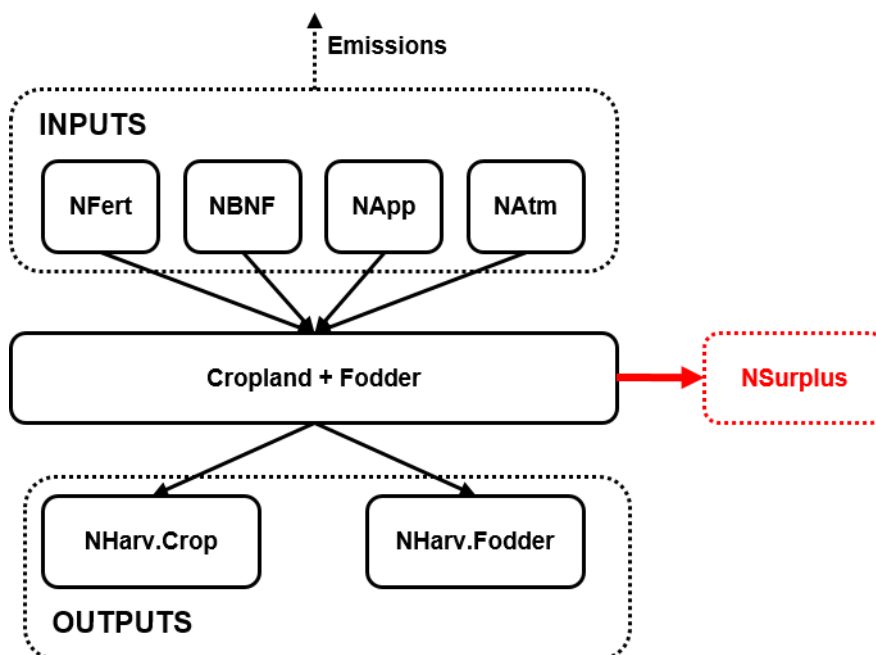 Emissions
INPUTS
NFert
NBNF
NApp
NAtm
Cropland + Fodder
NSurplus
NHarv.Crop
NHarv.Fodder
OUTPUTS